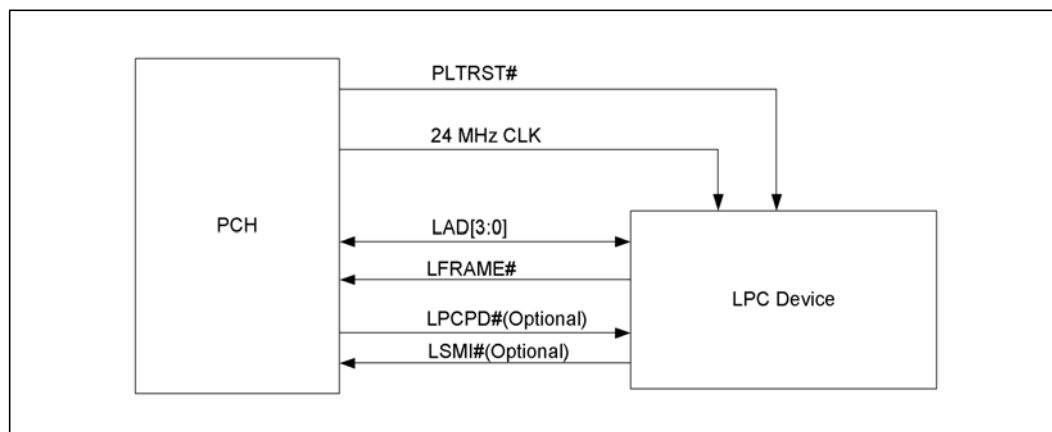 PLTRST#
24 MHz CLK
PCH
LAD[3:0]
LFRAME#
LPC Device
LPCPD#(Optional)
LSMI#(Optional)